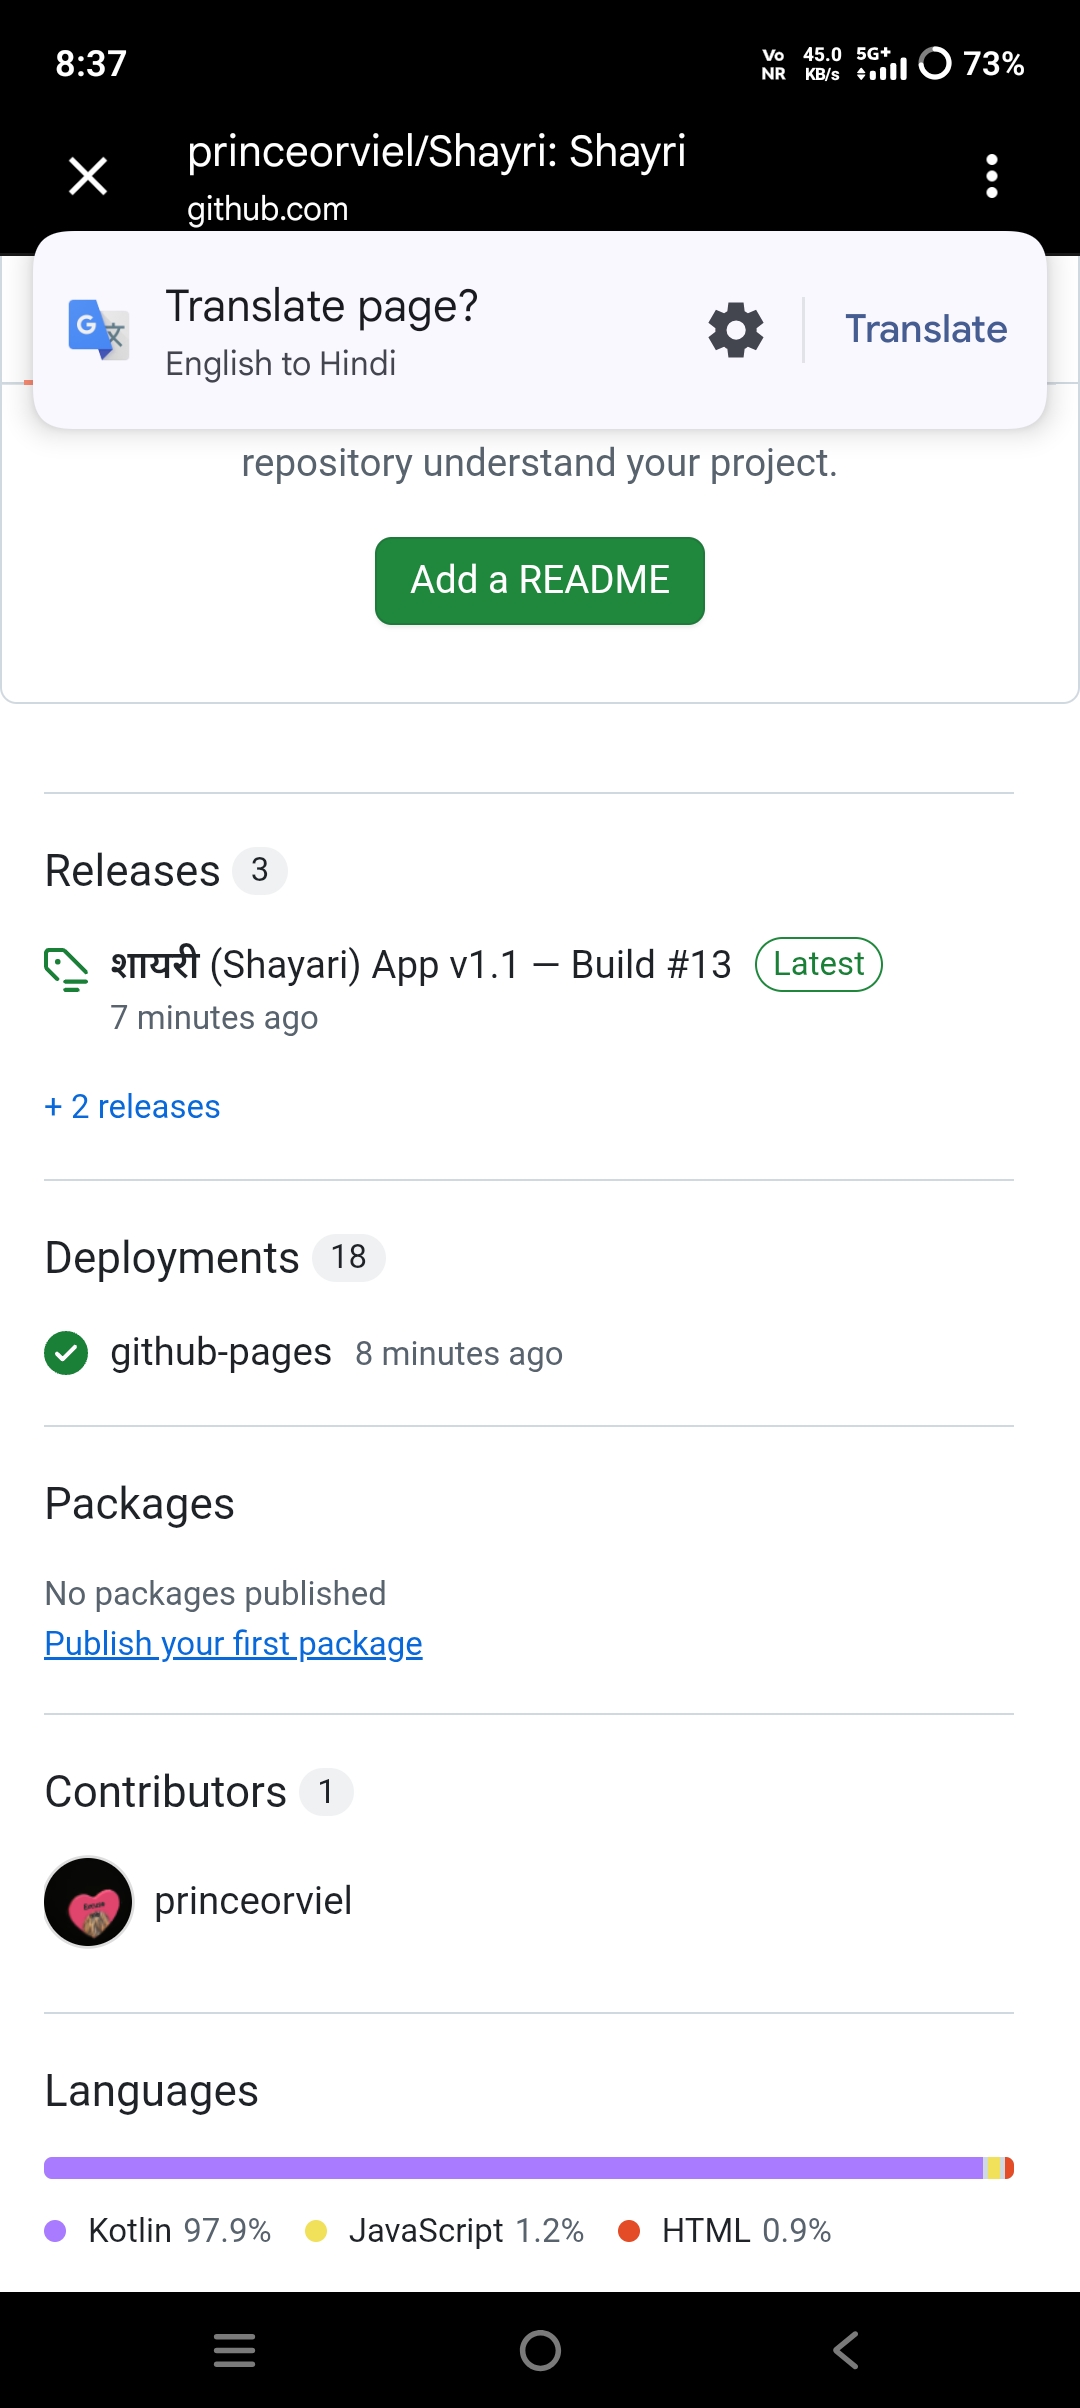 8:37
Vo NR 45.0 KB/s 5G+ 73%
princeorviel/Shayri: Shayri
github.com
Translate page?
English to Hindi
Translate
repository understand your project.
Add a README
Releases 3
शायरी (Shayari) App v1.1 — Build #13 Latest
7 minutes ago
+ 2 releases
Deployments 18
github-pages 8 minutes ago
Packages
No packages published
Publish your first package
Contributors 1
princeorviel
Languages
Kotlin 97.9% JavaScript 1.2% HTML 0.9%